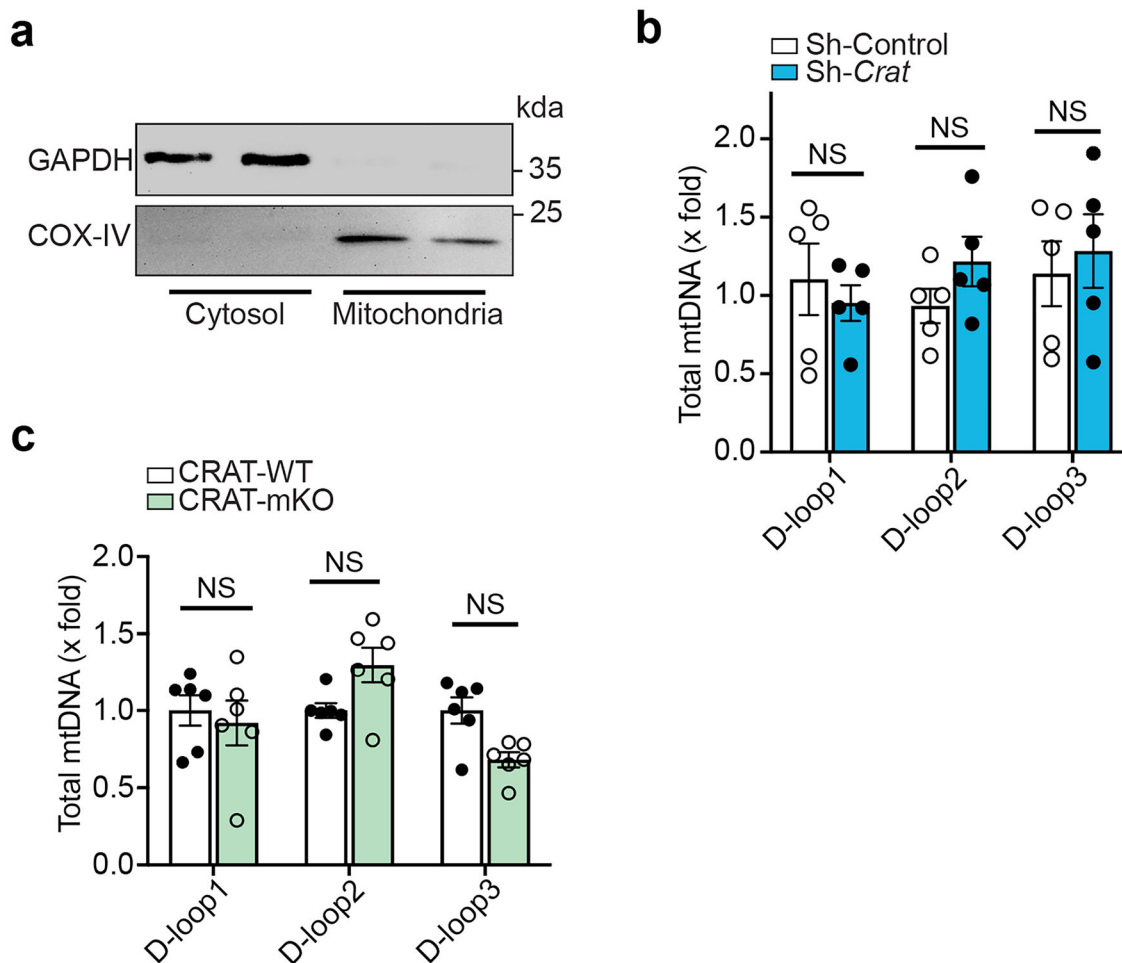 a
kda
GAPDH
35
25
COX-IV
Cytosol Mitochondria
b
Sh-Control
Sh-Crat
Total mtDNA (x fold)
2.0
1.5
1.0
0.5
0.0
NS NS NS
D-loop1 D-loop2 D-loop3
c
CRAT-WT
CRAT-mKO
Total mtDNA (x fold)
2.0
1.5
1.0
0.5
0.0
NS NS NS
D-loop1 D-loop2 D-loop3